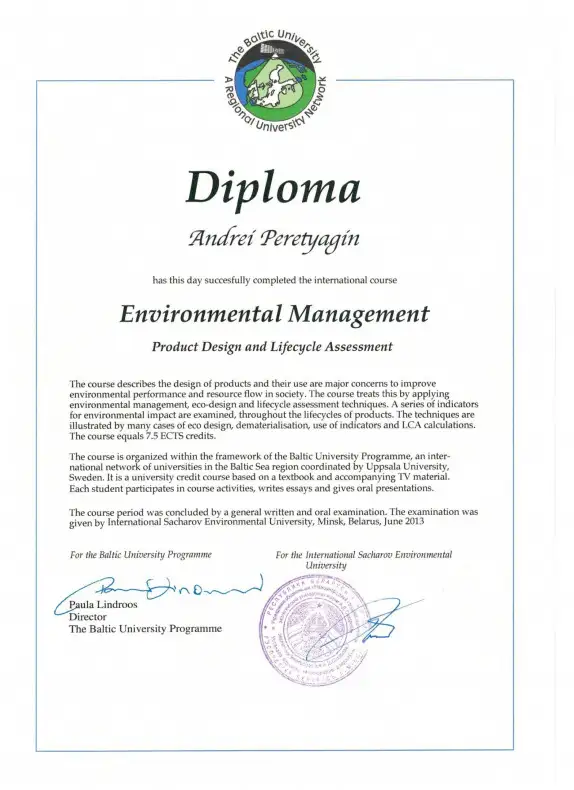 The Baltic University
A Regional University Network
Diploma
Andrei Peretyagin
has this day succesfully completed the international course
Environmental Management
Product Design and Lifecycle Assessment
The course describes the design of products and their use are major concerns to improve
environmental performance and resource flow in society. The course treats this by applying
environmental management, eco-design and lifecycle assessment techniques. A series of indicators
for environmental impact are examined, throughout the lifecycles of products. The techniques are
illustrated by many cases of eco design, dematerialisation, use of indicators and LCA calculations.
The course equals 7.5 ECTS credits.
The course is organized within the framework of the Baltic University Programme, an inter-
national network of universities in the Baltic Sea region coordinated by Uppsala University,
Sweden. It is a university credit course based on a textbook and accompanying TV material.
Each student participates in course activities, writes essays and gives oral presentations.
The course period was concluded by a general written and oral examination. The examination was
given by International Sacharov Environmental University, Minsk, Belarus, June 2013
For the Baltic University Programme
For the International Sacharov Environmental
University
Paula Lindroos
Director
The Baltic University Programme